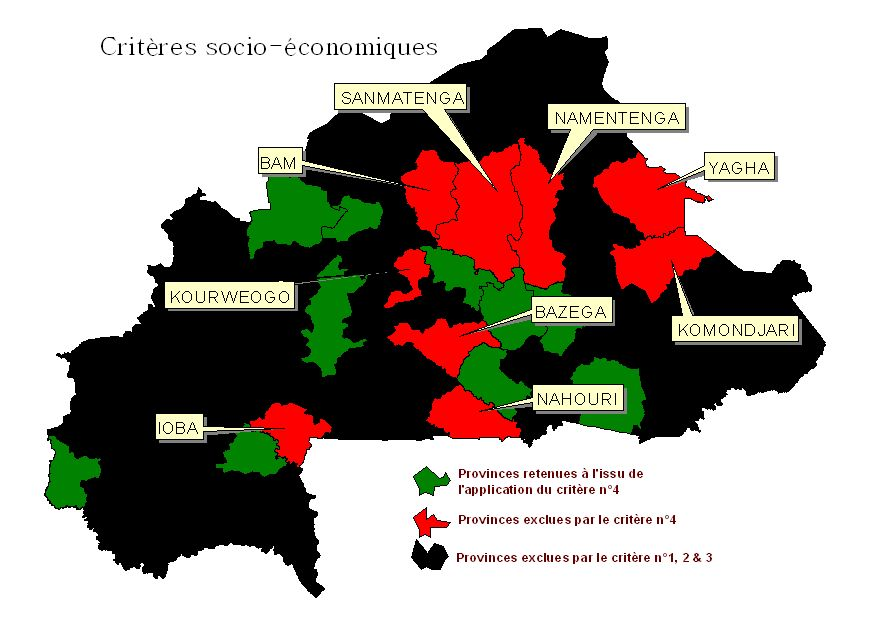 Critères socio-économiques
SANMATENGA
NAMENTENGA
BAM
YAGHA
KOURWEOGO
BAZEGA
KOMONDJARI
NAHOURI
IOBA
Provinces retenues à l'issu de
l'application du critère n°4
Provinces exclues par le critère n°4
Provinces exclues par le critère n°1, 2 & 3